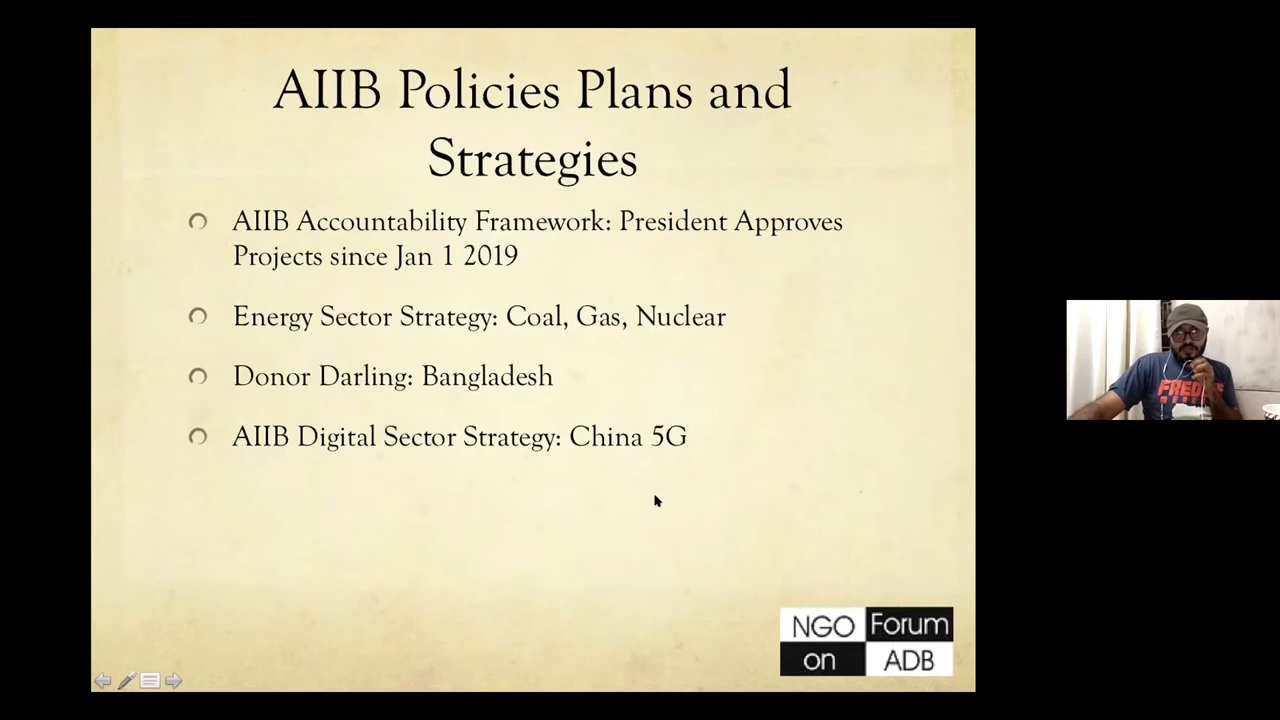 AIIB Policies Plans and
Strategies
AIIB Accountability Framework: President Approves
Projects since Jan 1 2019
Energy Sector Strategy: Coal, Gas, Nuclear
Donor Darling: Bangladesh
AIIB Digital Sector Strategy: China 5G
NGO Forum
on ADB